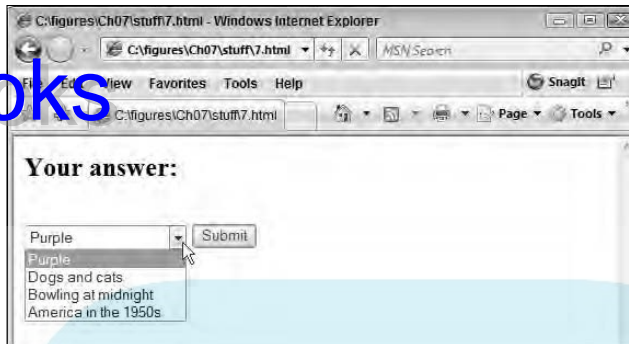 C:\figures\Ch07\stuff\7.html - Windows Internet Explorer
C:\figures\Ch07\stuff\7.html
MSN Search
View Favorites Tools Help
SnagIt
oks
C:\figures\Ch07\stuff\7.html
Page Tools
Your answer:
Purple
Submit
Purple
Dogs and cats
Bowling at midnight
America in the 1950s